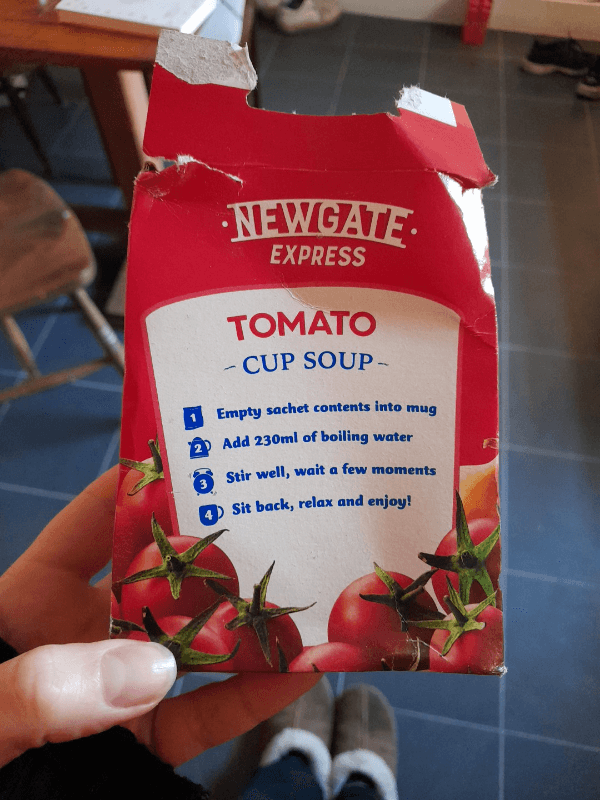 ·NEWGATE·
EXPRESS
TOMATO
- CUP SOUP -
1 Empty sachet contents into mug
2 Add 230ml of boiling water
3 Stir well, wait a few moments
4 Sit back, relax and enjoy!